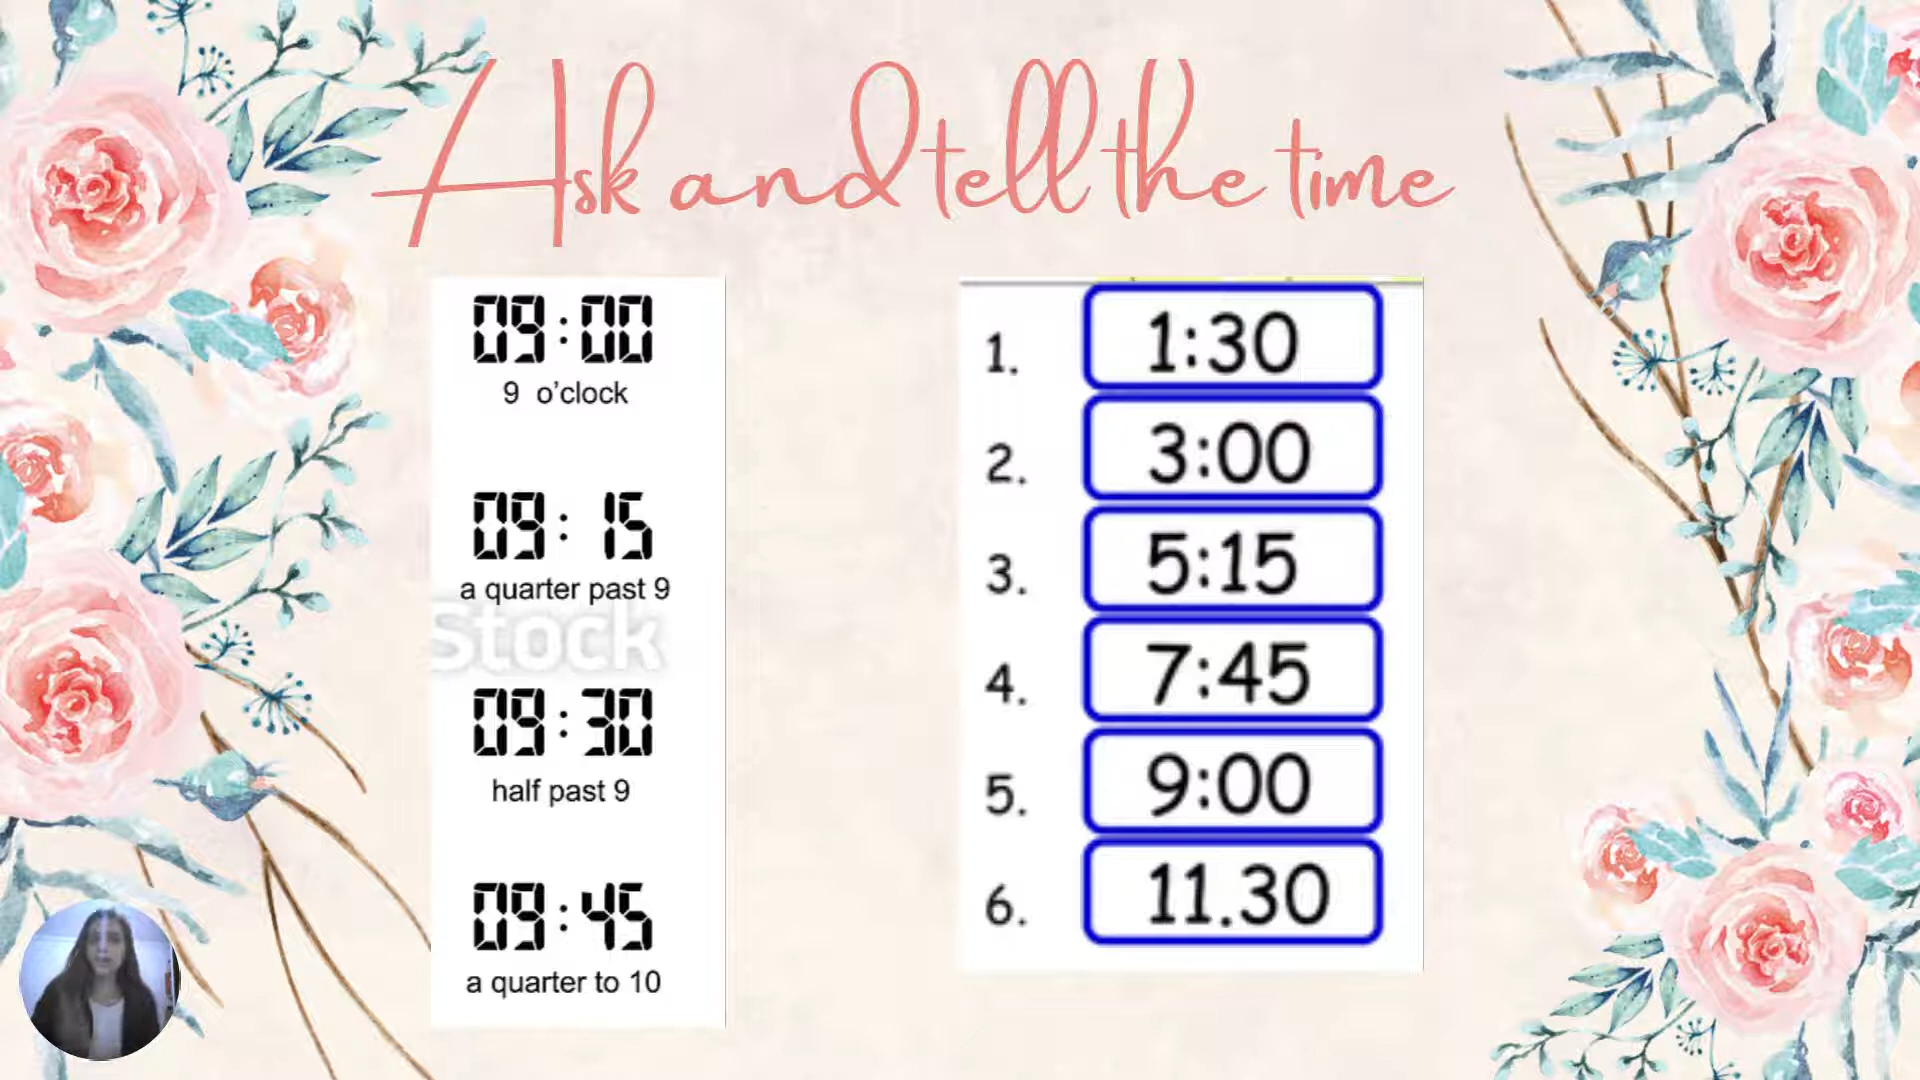 Ask and tell the time
09:00
9 o'clock
09:15
a quarter past 9
Stock
09:30
half past 9
09:45
a quarter to 10
1. 1:30
2. 3:00
3. 5:15
4. 7:45
5. 9:00
6. 11.30